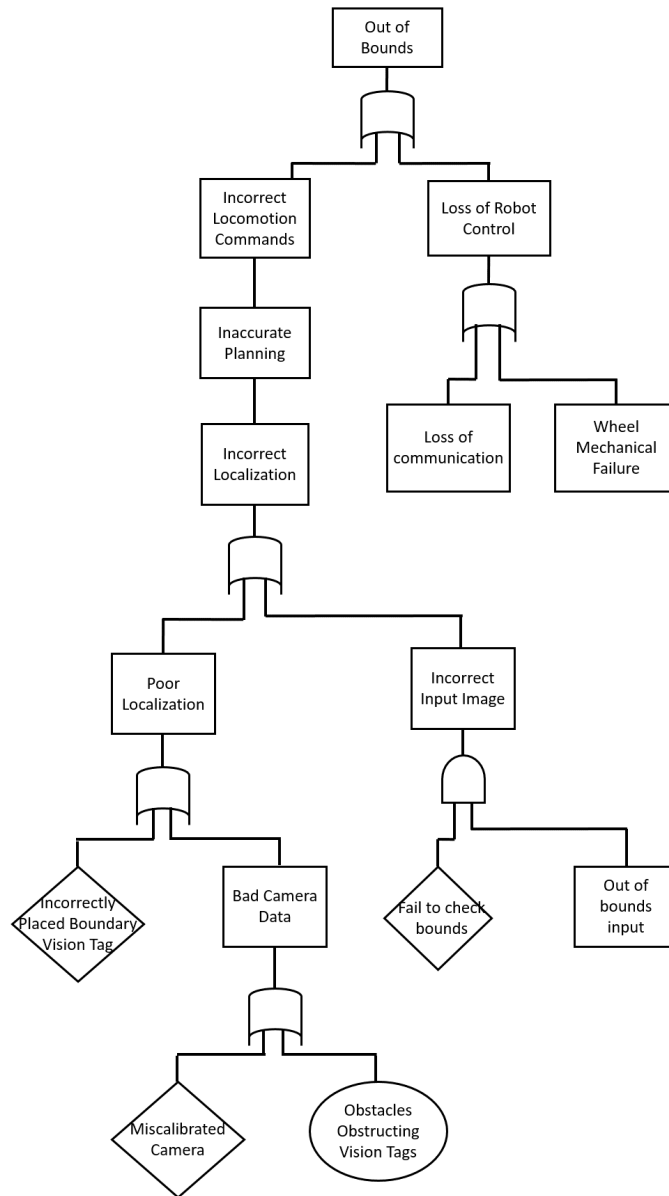 Out of
Bounds
Incorrect
Locomotion
Commands
Loss of Robot
Control
Inaccurate
Planning
Incorrect
Localization
Loss of
communication
Wheel
Mechanical
Failure
Poor
Localization
Incorrect
Input Image
Incorrectly
Placed Boundary
Vision Tag
Bad Camera
Data
Fail to check
bounds
Out of
bounds
input
Miscalibrated
Camera
Obstacles
Obstructing
Vision Tags